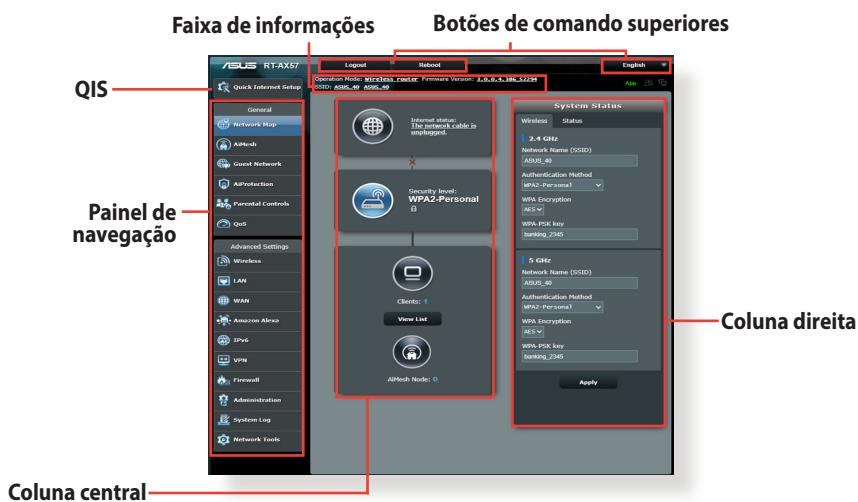 Faixa de informações
Botões de comando superiores
ASUS RT-AX57
Logout
Reboot
English
QIS
Quick Internet Setup
Operation Mode: Wireless router Firmware Version: 3.0.0.4.386_52294
SSID: ASUS_40 ASUS_40
App
General
Network Map
AiMesh
Guest Network
AiProtection
Parental Controls
QoS
Painel de
navegação
Advanced Settings
Wireless
LAN
WAN
Amazon Alexa
IPv6
VPN
Firewall
Administration
System Log
Network Tools
Internet status:
The network cable is
unplugged.
Security level:
WPA2-Personal
Clients: 1
View List
AiMesh Node: 0
System Status
Wireless
Status
2.4 GHz
Network Name (SSID)
ASUS_40
Authentication Method
WPA2-Personal
WPA Encryption
AES
WPA-PSK key
banking_2345
5 GHz
Network Name (SSID)
ASUS_40
Authentication Method
WPA2-Personal
WPA Encryption
AES
WPA-PSK key
banking_2345
Apply
Coluna direita
Coluna central